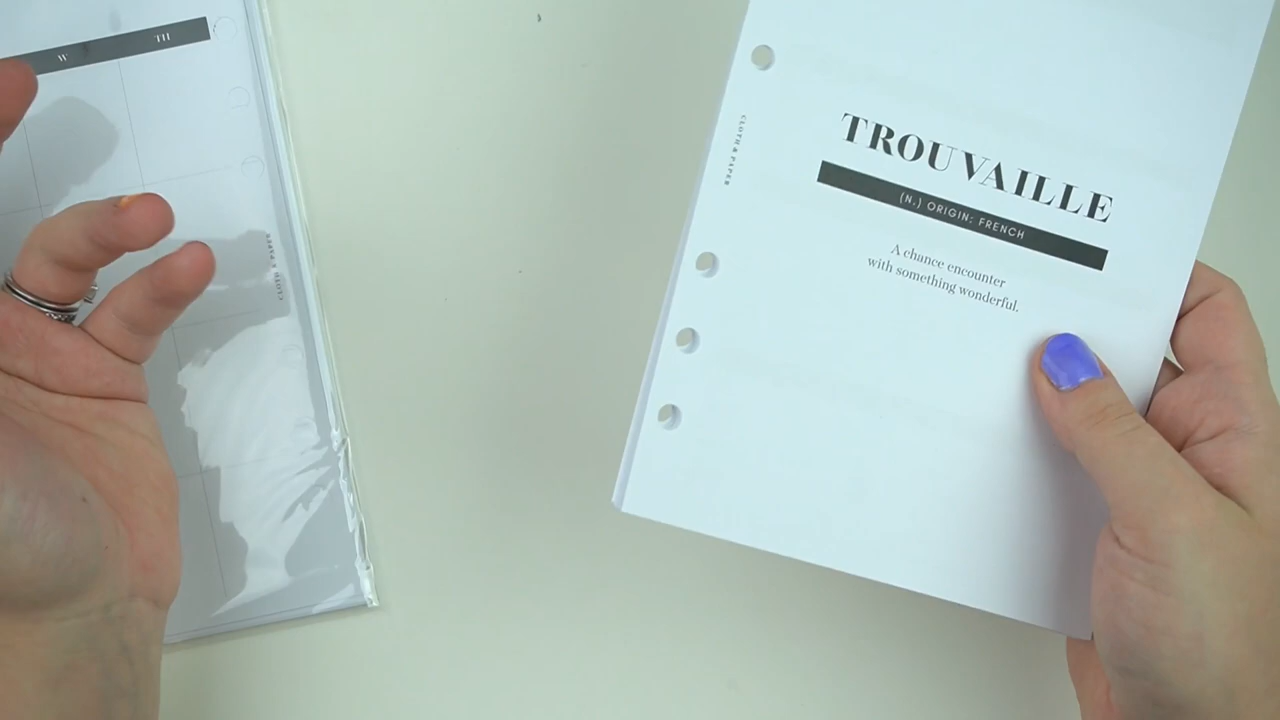 W
TH
CLOTH & PAPER
CLOTH & PAPER
TROUVAILLE
(N.) ORIGIN; FRENCH
A chance encounter
with something wonderful.